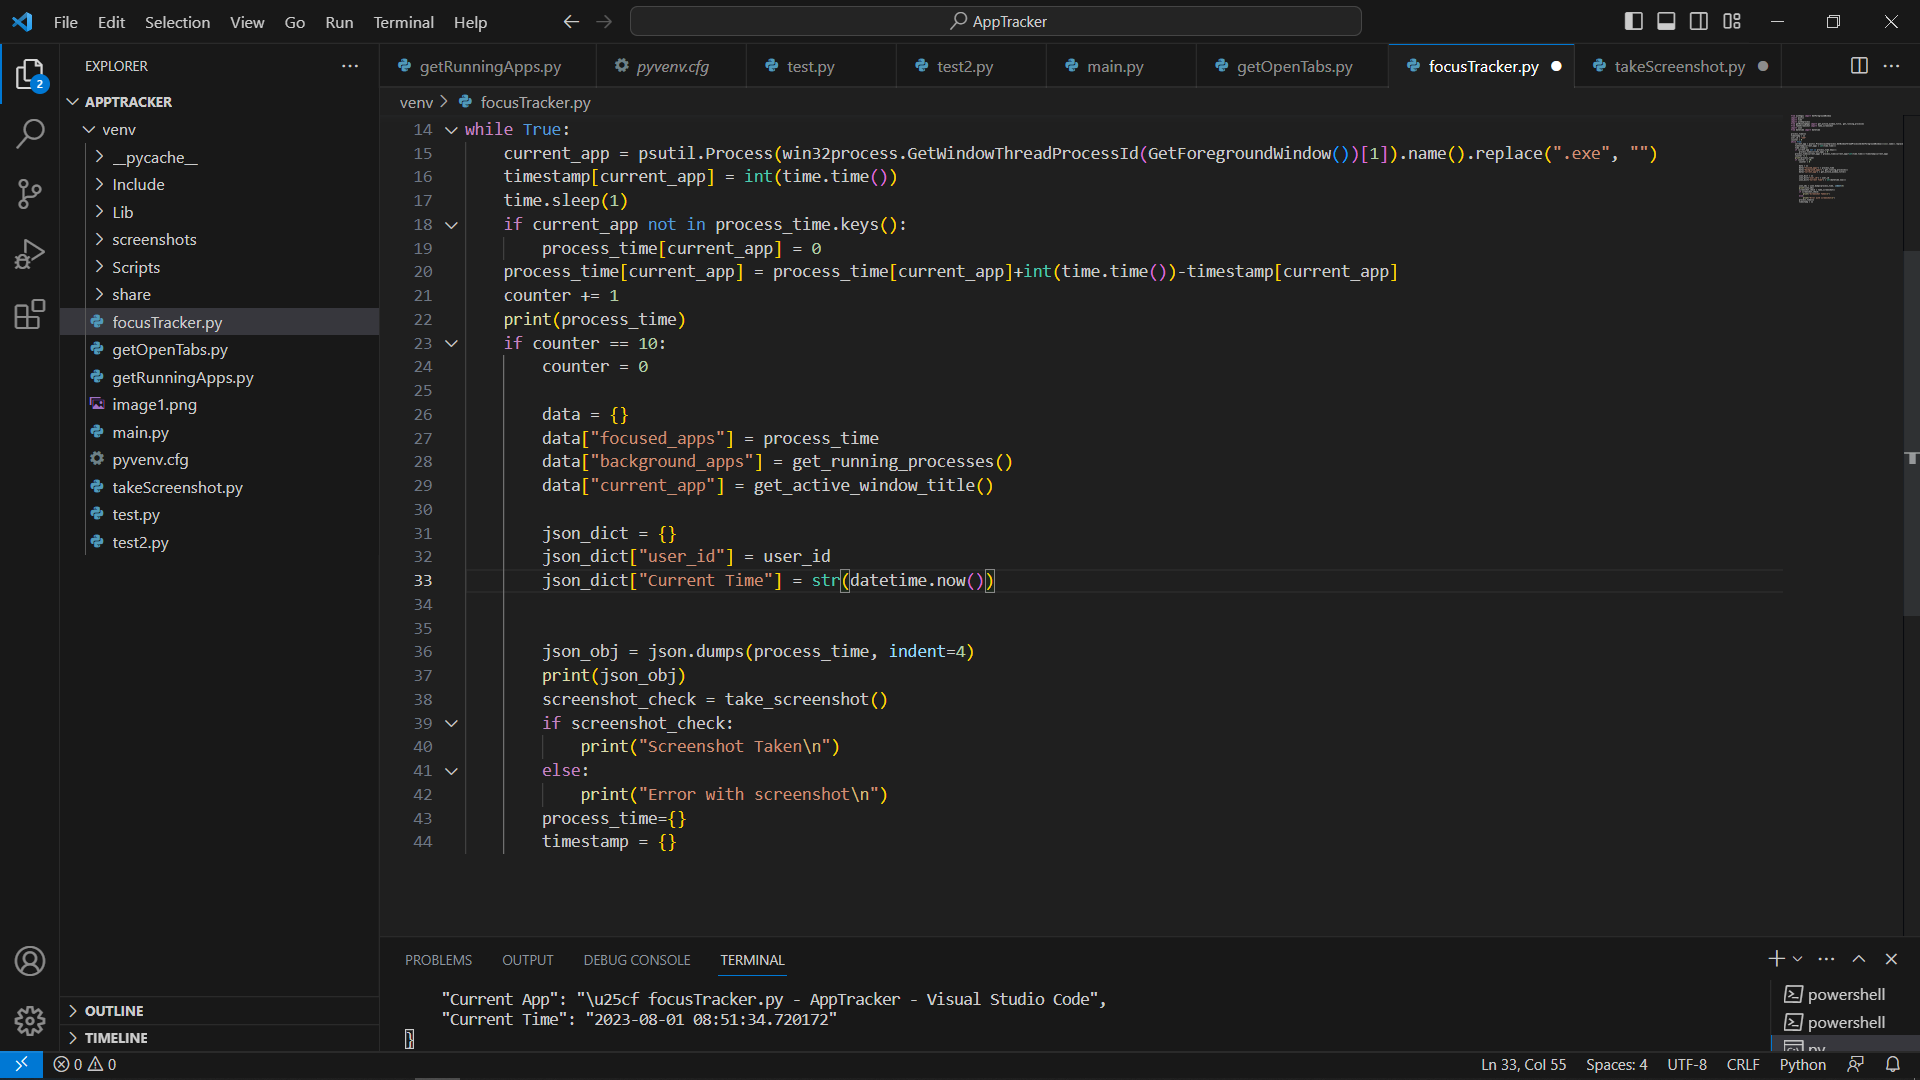 File Edit Selection View Go Run Terminal Help
AppTracker
EXPLORER
2
APPTRACKER
venv
__pycache__
Include
Lib
screenshots
Scripts
share
focusTracker.py
getOpenTabs.py
getRunningApps.py
image1.png
main.py
pyvenv.cfg
takeScreenshot.py
test.py
test2.py
OUTLINE
TIMELINE
getRunningApps.py pyvenv.cfg test.py test2.py main.py getOpenTabs.py focusTracker.py takeScreenshot.py
venv > focusTracker.py
14 while True:
15 current_app = psutil.Process(win32process.GetWindowThreadProcessId(GetForegroundWindow())[1]).name().replace(".exe", "")
16 timestamp[current_app] = int(time.time())
17 time.sleep(1)
18 if current_app not in process_time.keys():
19 process_time[current_app] = 0
20 process_time[current_app] = process_time[current_app]+int(time.time())-timestamp[current_app]
21 counter += 1
22 print(process_time)
23 if counter == 10:
24 counter = 0
25
26 data = {}
27 data["focused_apps"] = process_time
28 data["background_apps"] = get_running_processes()
29 data["current_app"] = get_active_window_title()
30
31 json_dict = {}
32 json_dict["user_id"] = user_id
33 json_dict["Current Time"] = str(datetime.now())
34
35
36 json_obj = json.dumps(process_time, indent=4)
37 print(json_obj)
38 screenshot_check = take_screenshot()
39 if screenshot_check:
40 print("Screenshot Taken\n")
41 else:
42 print("Error with screenshot\n")
43 process_time={}
44 timestamp = {}
PROBLEMS OUTPUT DEBUG CONSOLE TERMINAL
"Current App": "\u25cf focusTracker.py - AppTracker - Visual Studio Code",
"Current Time": "2023-08-01 08:51:34.720172"
}
powershell
powershell
py
0 0
Ln 33, Col 55 Spaces: 4 UTF-8 CRLF Python